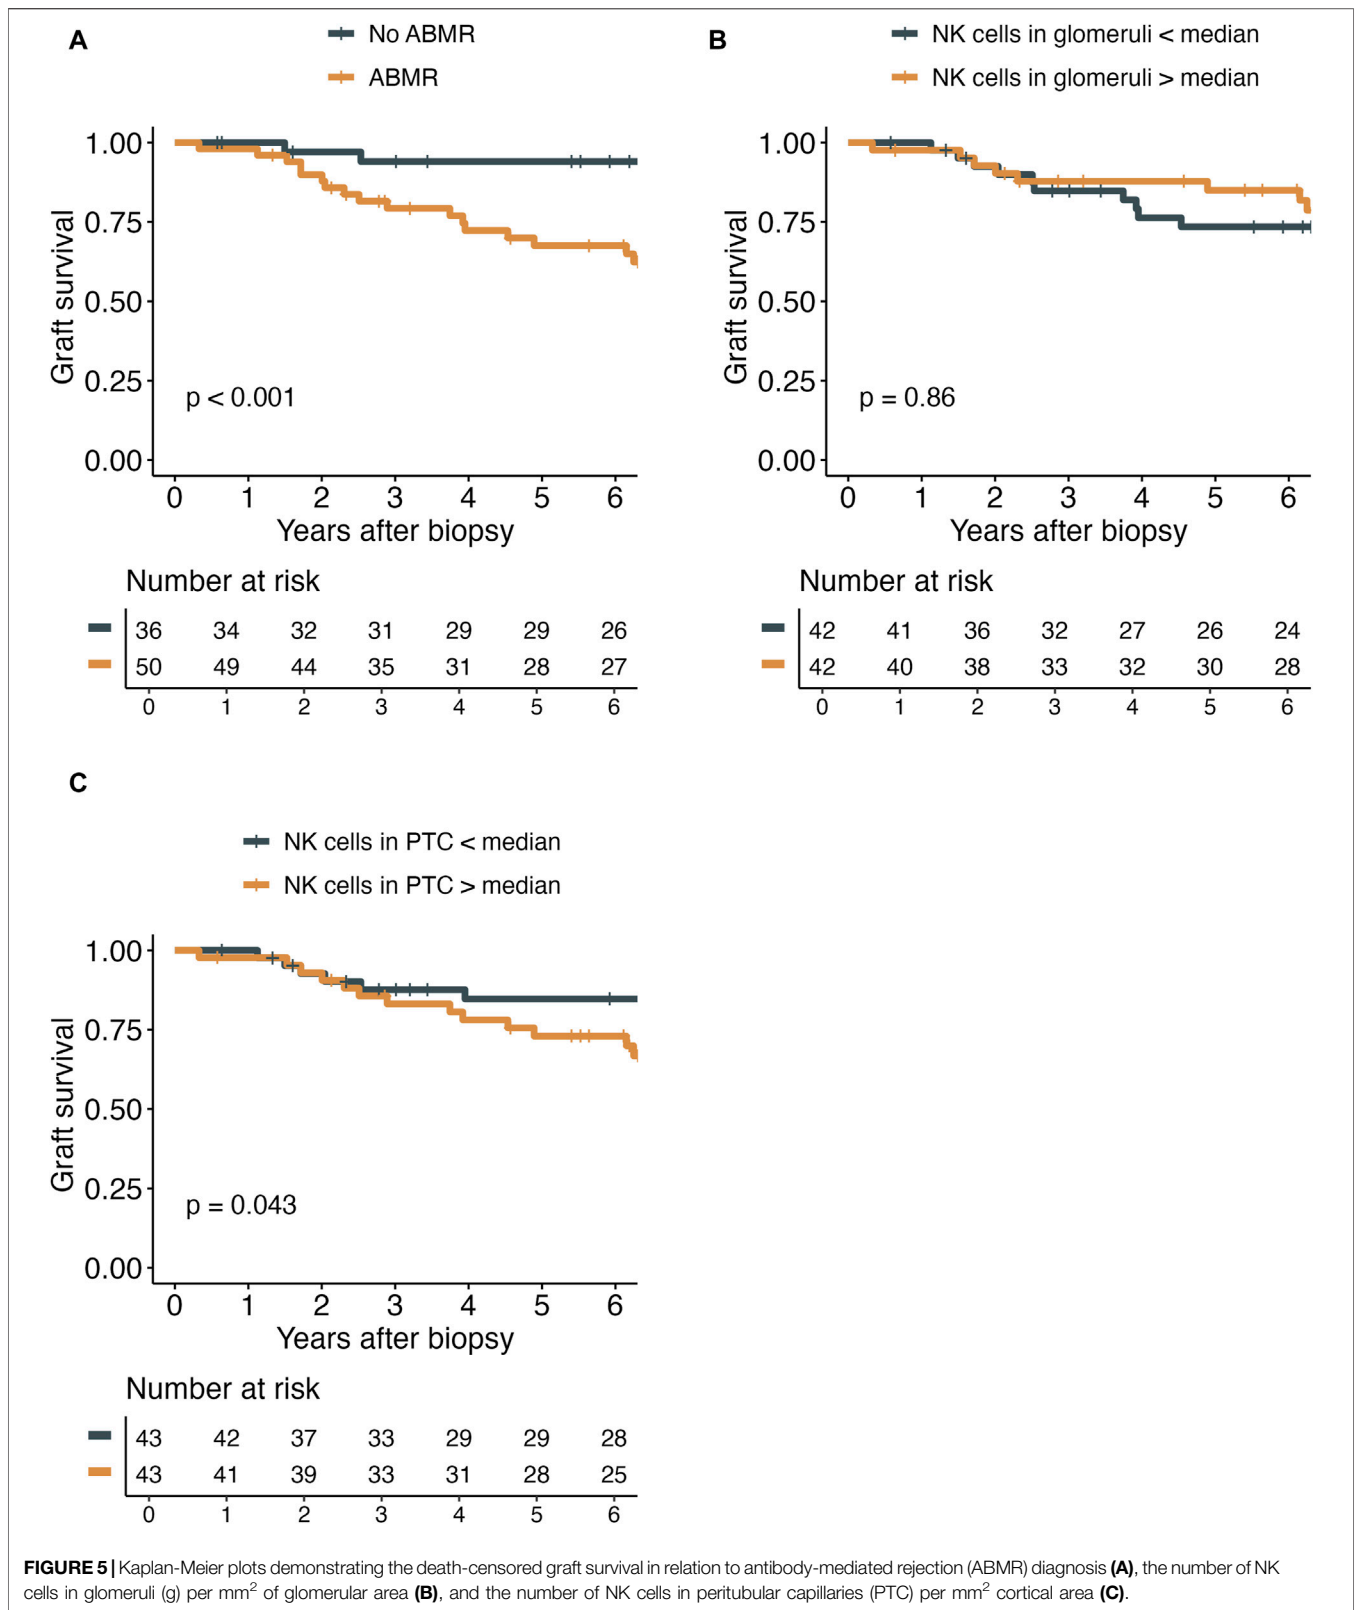 A
No ABMR
ABMR
1.00
0.75
0.50
0.25
0.00
Graft survival
p < 0.001
0 1 2 3 4 5 6
Years after biopsy
Number at risk
36 34 32 31 29 29 26
50 49 44 35 31 28 27
0 1 2 3 4 5 6
B
NK cells in glomeruli < median
NK cells in glomeruli > median
1.00
0.75
0.50
0.25
0.00
Graft survival
p = 0.86
0 1 2 3 4 5 6
Years after biopsy
Number at risk
42 41 36 32 27 26 24
42 40 38 33 32 30 28
0 1 2 3 4 5 6
C
NK cells in PTC < median
NK cells in PTC > median
1.00
0.75
0.50
0.25
0.00
Graft survival
p = 0.043
0 1 2 3 4 5 6
Years after biopsy
Number at risk
43 42 37 33 29 29 28
43 41 39 33 31 28 25
0 1 2 3 4 5 6
FIGURE 5 | Kaplan-Meier plots demonstrating the death-censored graft survival in relation to antibody-mediated rejection (ABMR) diagnosis (A), the number of NK
cells in glomeruli (g) per mm² of glomerular area (B), and the number of NK cells in peritubular capillaries (PTC) per mm² cortical area (C).